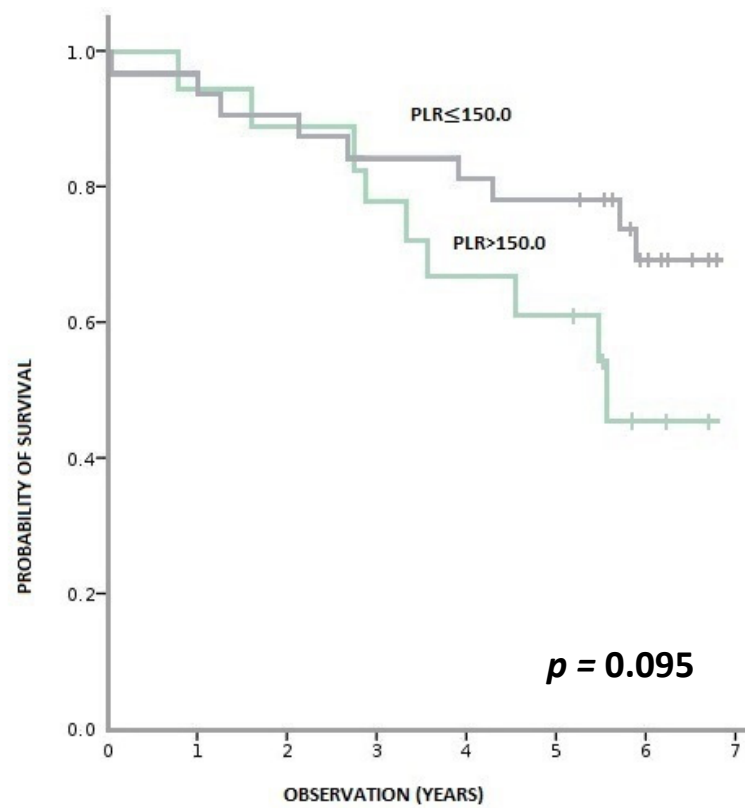 1.0
PLR≤150.0
0.8
PLR>150.0
0.6
PROBABILITY OF SURVIVAL
0.4
0.2
p = 0.095
0.0
0 1 2 3 4 5 6 7
OBSERVATION (YEARS)